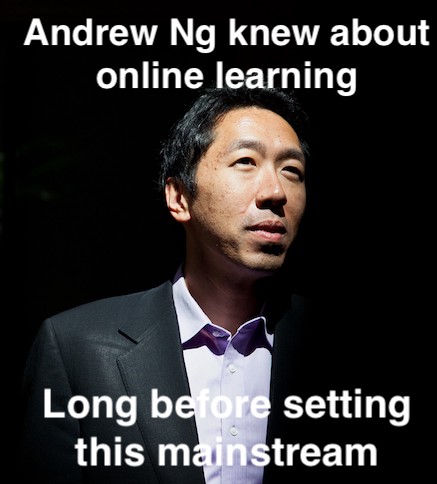 Andrew Ng knew about
online learning
Long before setting
this mainstream